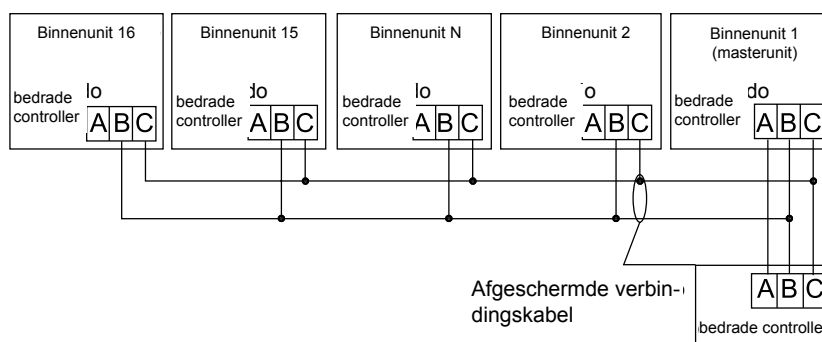 Binnenunit 16
Binnenunit 15
Binnenunit N
Binnenunit 2
Binnenunit 1
(masterunit)
bedrade
controller
A B C
bedrade
controller
A B C
bedrade
controller
A B C
bedrade
controller
A B C
bedrade
controller
A B C
Afgeschermde verbin-
dingskabel
A B C
bedrade controlle